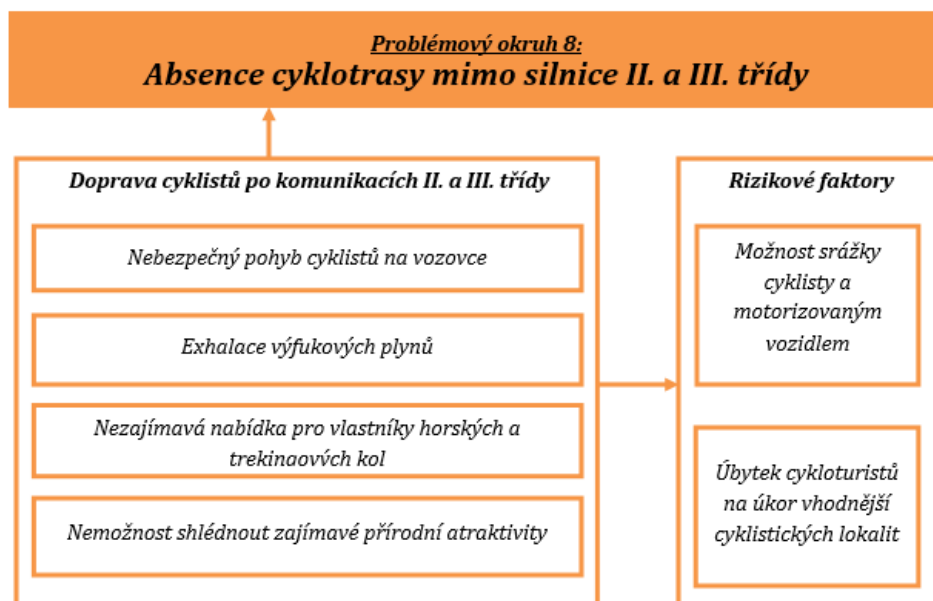 Problémový okruh 8:
Absence cyklotrasy mimo silnice II. a III. třídy
Doprava cyklistů po komunikacích II. a III. třídy
Nebezpečný pohyb cyklistů na vozovce
Exhalace výfukových plynů
Nezajímavá nabídka pro vlastníky horských a
trekinaových kol
Nemožnost shlédnout zajímavé přírodní atraktivity
Rizikové faktory
Možnost srážky
cyklisty a
motorizovaným
vozidlem
Úbytek cykloturistů
na úkor vhodnější
cyklistických lokalit